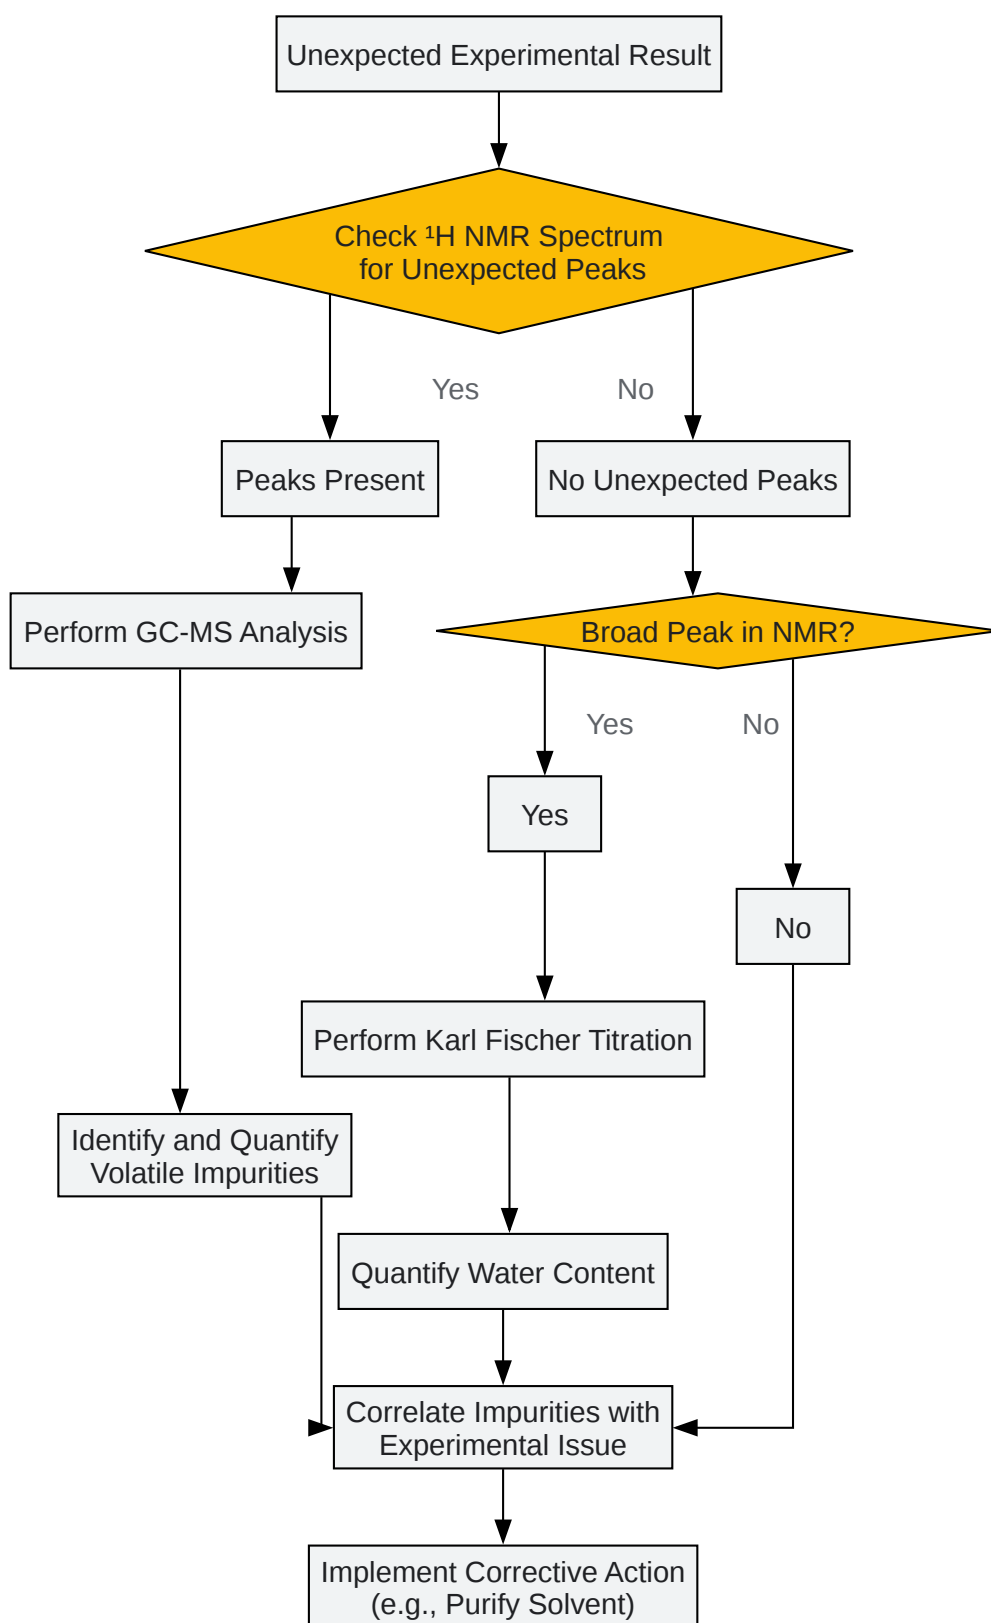 Unexpected Experimental Result
Check ¹H NMR Spectrum
for Unexpected Peaks
Yes
No
Peaks Present
No Unexpected Peaks
Perform GC-MS Analysis
Broad Peak in NMR?
Yes
No
Yes
No
Perform Karl Fischer Titration
Identify and Quantify
Volatile Impurities
Quantify Water Content
Correlate Impurities with
Experimental Issue
Implement Corrective Action
(e.g., Purify Solvent)